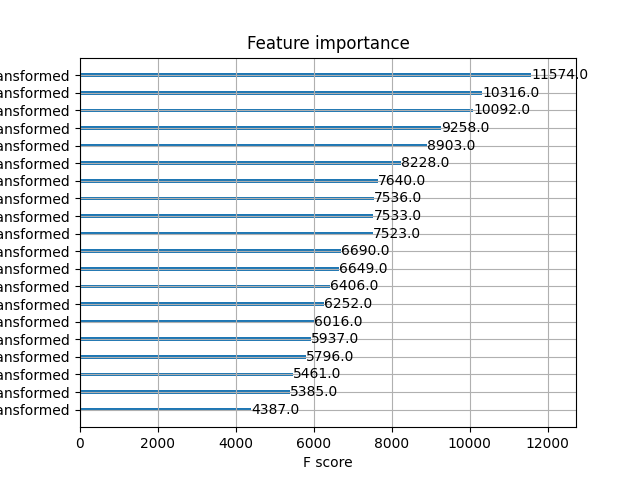 Feature importance
ansformed 11574.0
ansformed 10316.0
ansformed 10092.0
ansformed 9258.0
ansformed 8903.0
ansformed 8228.0
ansformed 7640.0
ansformed 7536.0
ansformed 7533.0
ansformed 7523.0
ansformed 6690.0
ansformed 6649.0
ansformed 6406.0
ansformed 6252.0
ansformed 6016.0
ansformed 5937.0
ansformed 5796.0
ansformed 5461.0
ansformed 5385.0
ansformed 4387.0
0 2000 4000 6000 8000 10000 12000
F score